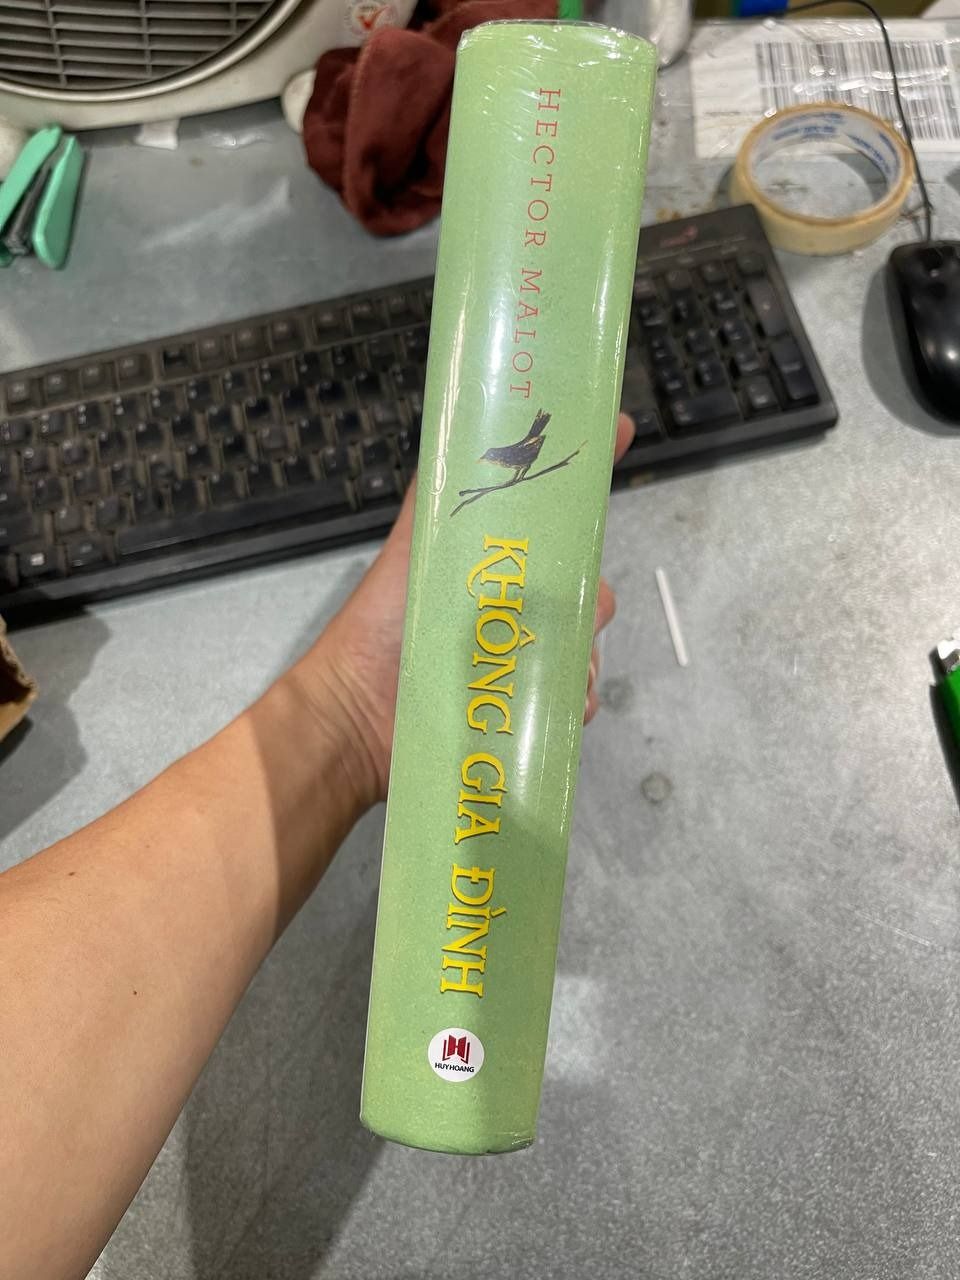 HECTOR MALOT
KHÔNG GIA ĐÌNH
HUYHOANG